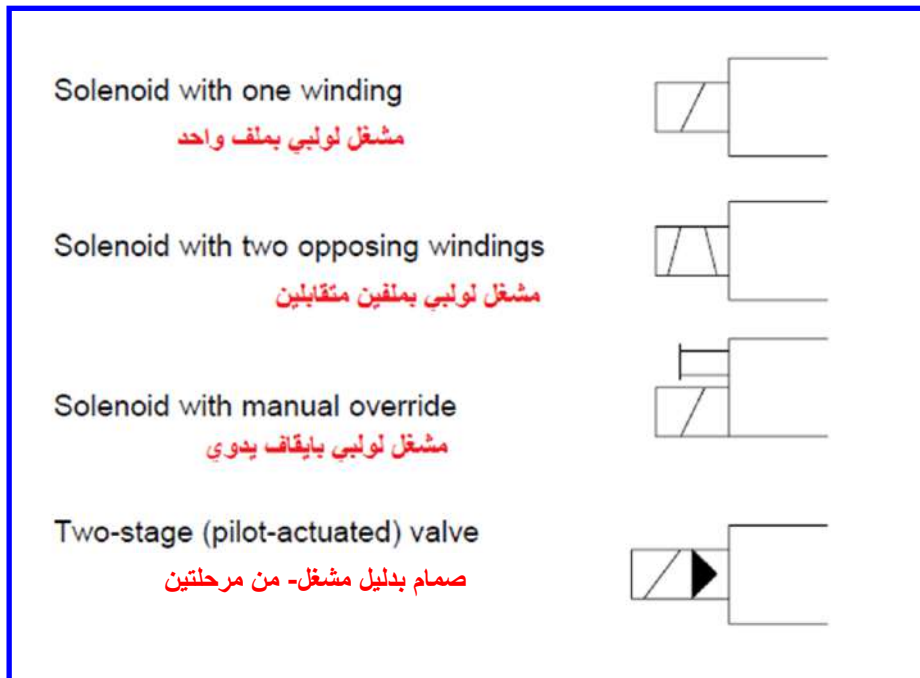 Solenoid with one winding
مشغل لولبي بملف واحد
Solenoid with two opposing windings
مشغل لولبي بملفين متقابلين
Solenoid with manual override
مشغل لولبي بايقاف يدوي
Two-stage (pilot-actuated) valve
صمام بدليل مشغل- من مرحلتين